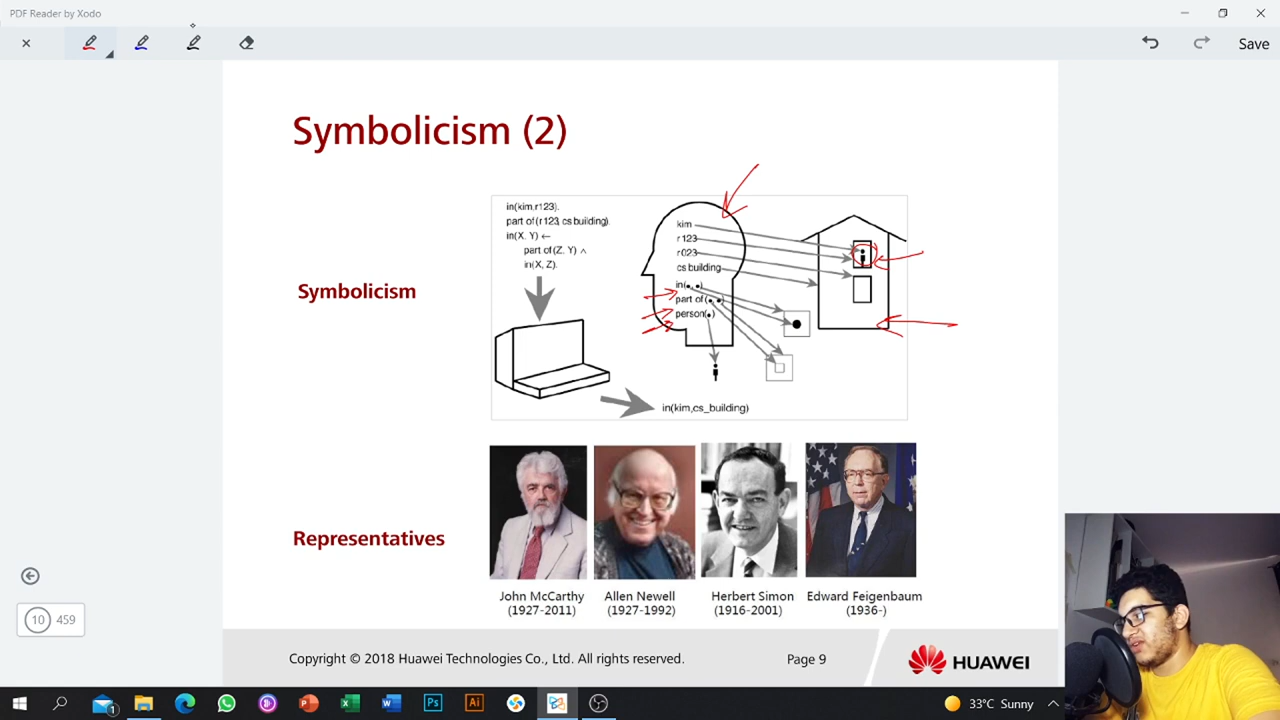 PDF Reader by Xodo
Save
Symbolicism (2)
in(kim,r123).
part of(r123, cs building).
in(X, Y) ←
part of(Z, Y) ∧
in(X, Z).
kim
r123
r023
cs building
in(•, •)
part of(•, •)
person(•)
in(kim,cs_building)
Symbolicism
Representatives
John McCarthy
(1927-2011)
Allen Newell
(1927-1992)
Herbert Simon
(1916-2001)
Edward Feigenbaum
(1936-)
10 459
Copyright © 2018 Huawei Technologies Co., Ltd. All rights reserved.
Page 9
HUAWEI
33°C Sunny